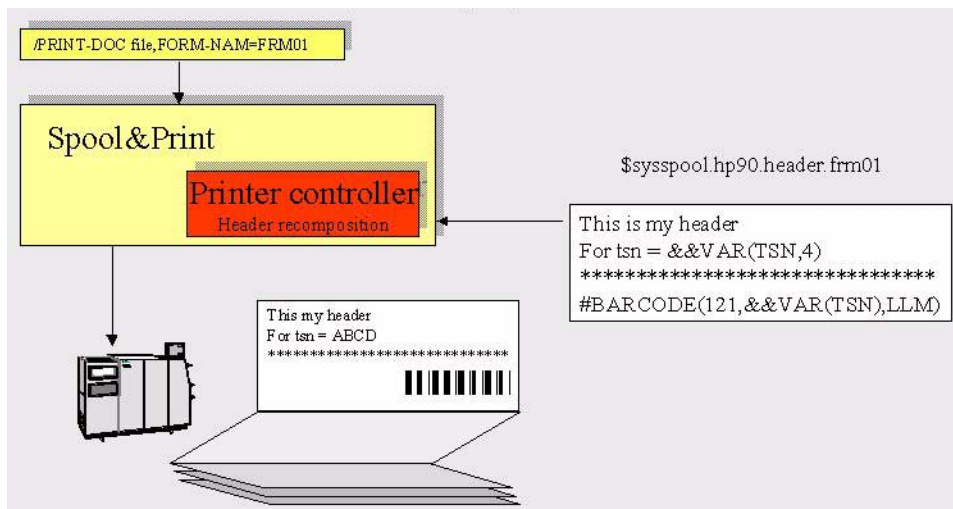 /PRINT-DOC file,FORM-NAM=FRM01
Spool&Print
Printer controller
Header recomposition
$sysspool.hp90.header.frm01
This is my header
For tsn = &&VAR(TSN,4)
*********************************
#BARCODE(121,&&VAR(TSN),LLM)
This my header
For tsn = ABCD
******************************